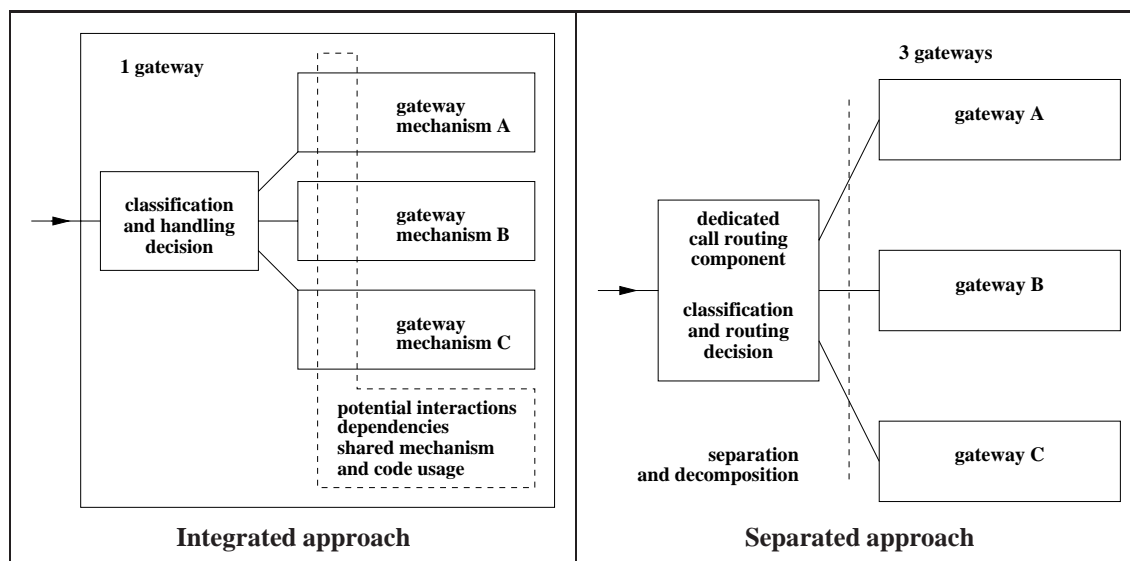 1 gateway
gateway
mechanism A
classification
and handling
decision
gateway
mechanism B
gateway
mechanism C
potential interactions
dependencies
shared mechanism
and code usage
Integrated approach
3 gateways
gateway A
dedicated
call routing
component
classification
and routing
decision
gateway B
gateway C
separation
and decomposition
Separated approach